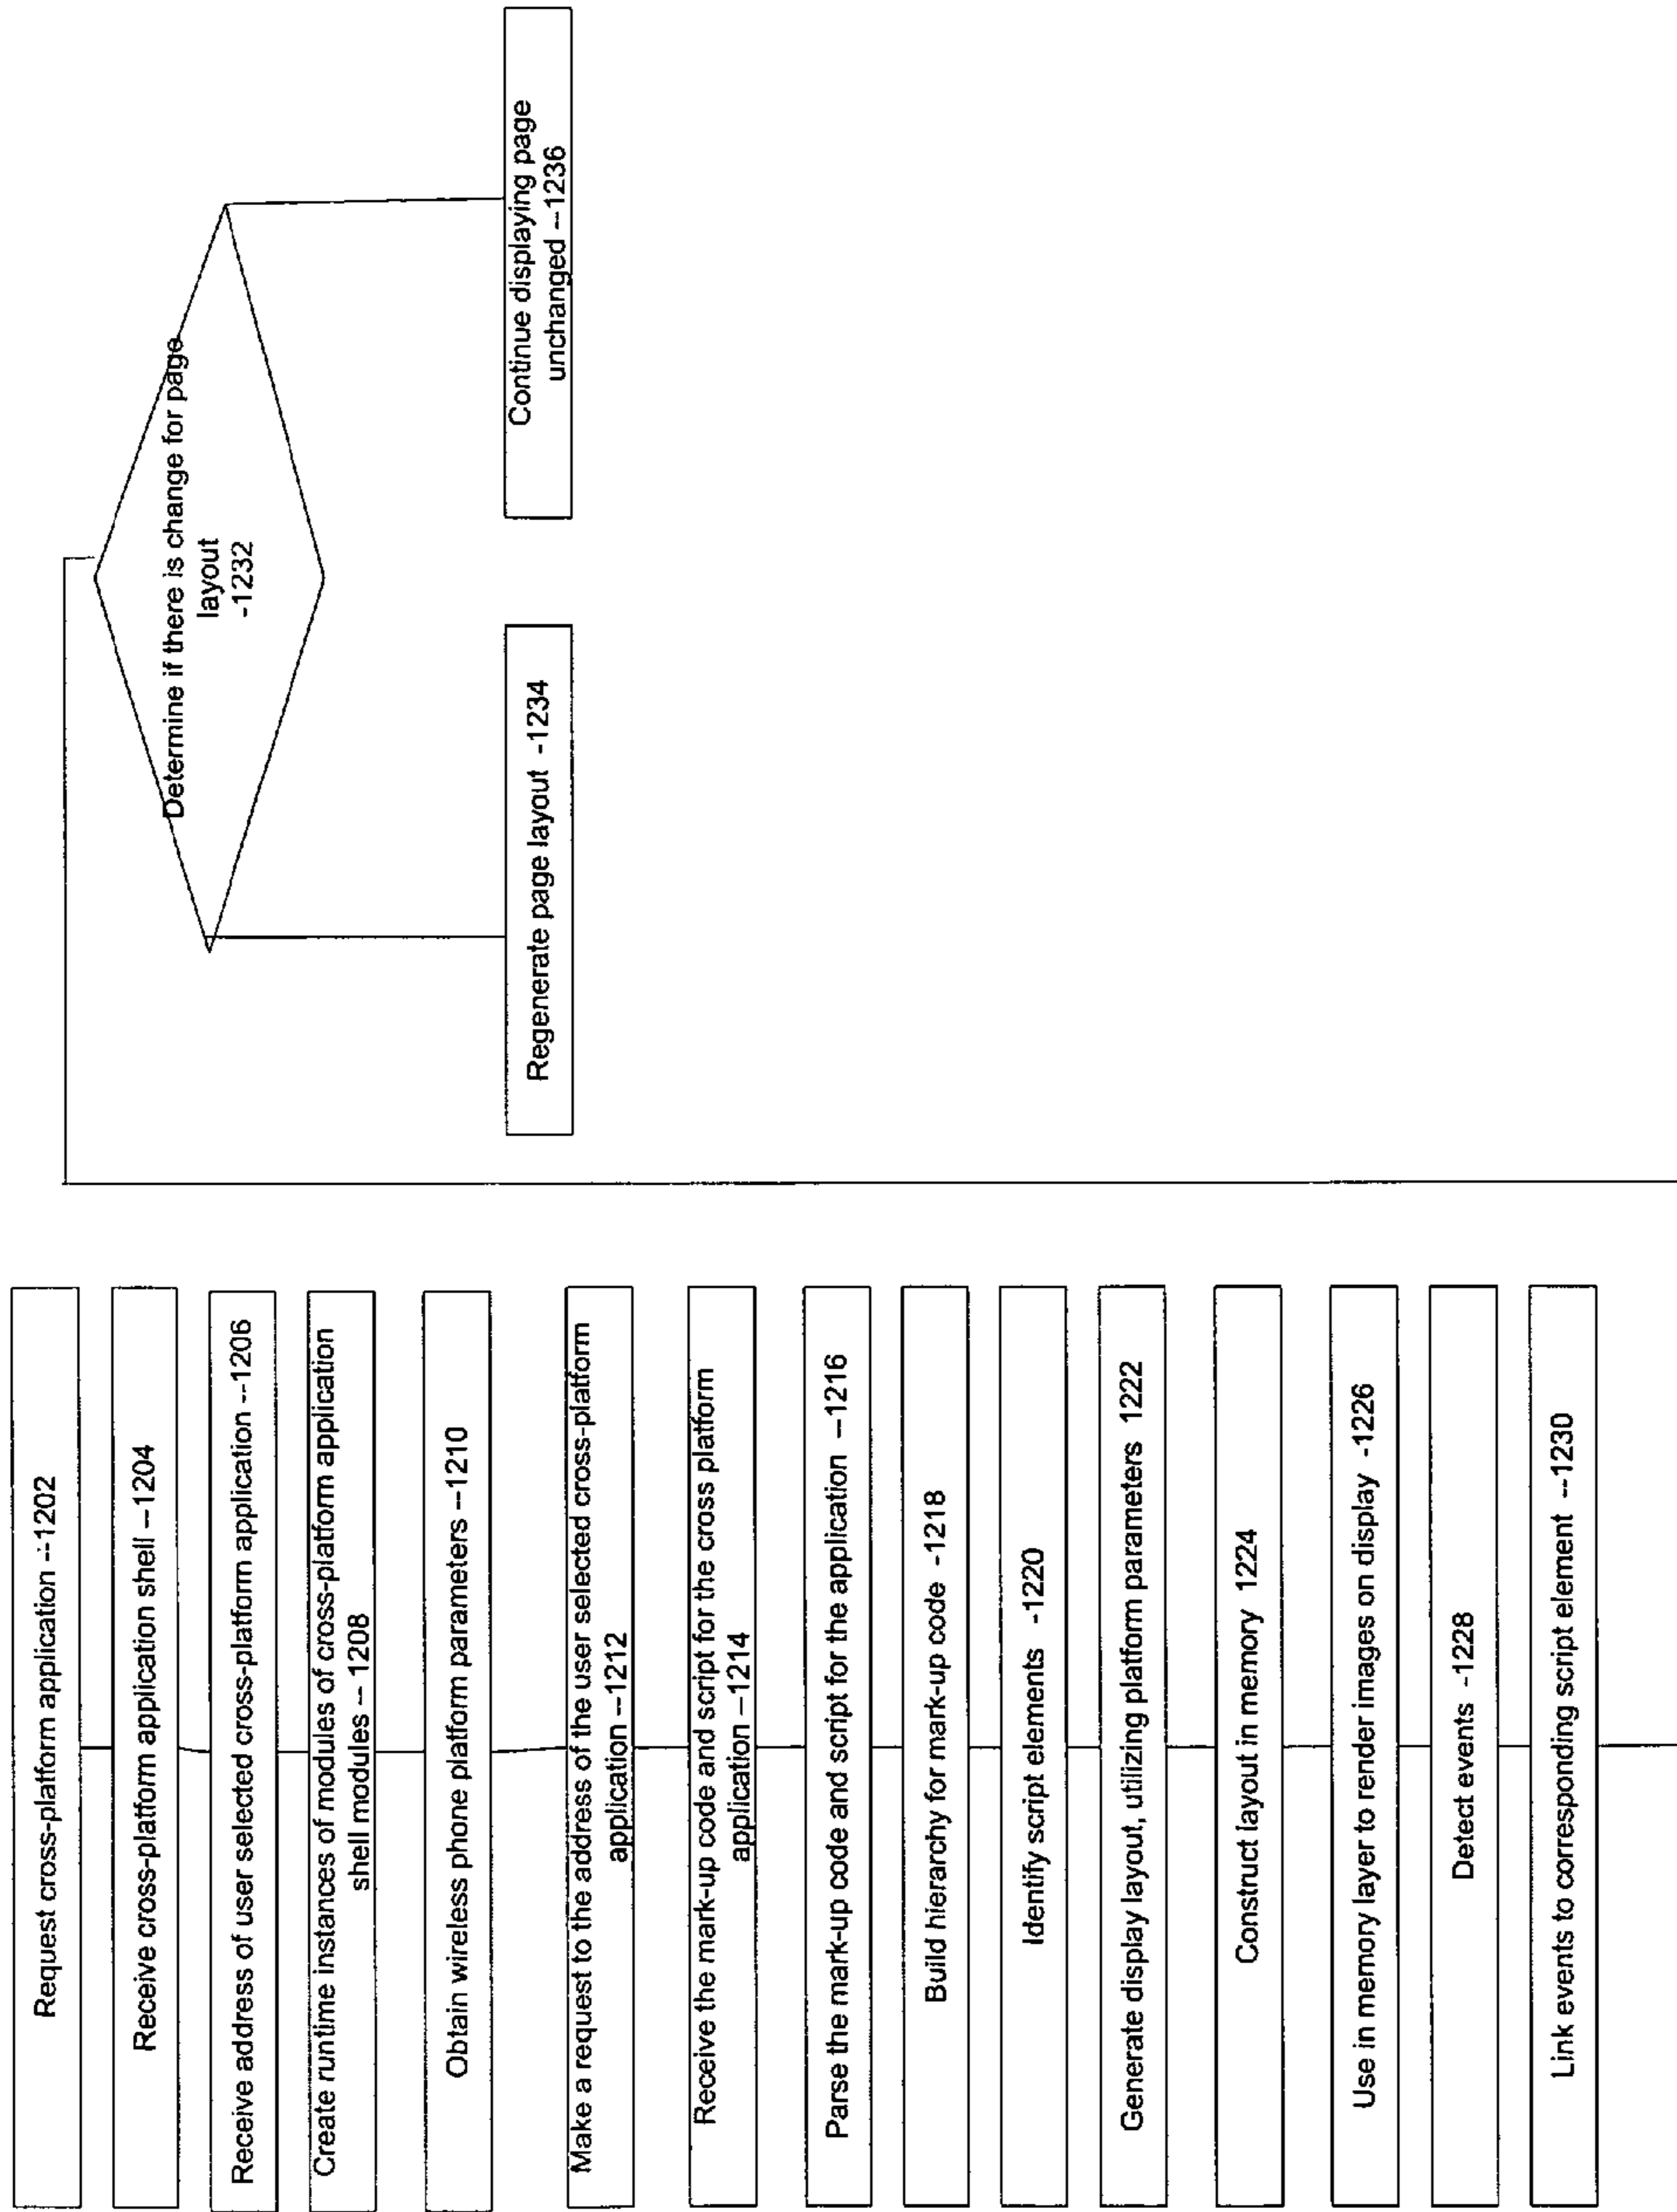 Request cross-platform application --1202
Receive cross-platform application shell --1204
Receive address of user selected cross-platform application --1206
Create runtime instances of modules of cross-platform application
shell modules -- 1208
Obtain wireless phone platform parameters --1210
Make a request to the address of the user selected cross-platform
application --1212
Receive the mark-up code and script for the cross platform
application --1214
Parse the mark-up code and script for the application --1216
Build hierarchy for mark-up code -1218
Identify script elements -1220
Generate display layout, utilizing platform parameters 1222
Construct layout in memory 1224
Use in memory layer to render images on display -1226
Detect events -1228
Link events to corresponding script element --1230
Determine if there is change for page
layout
-1232
Regenerate page layout -1234
Continue displaying page
unchanged --1236